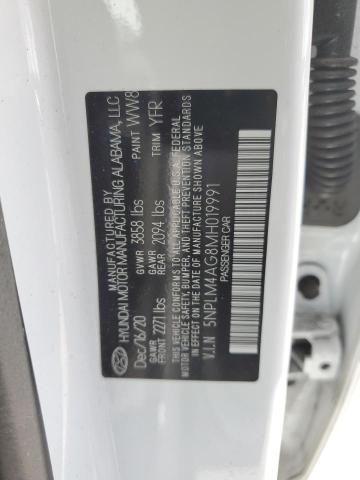 HYUNDAI MOTOR MANUFACTURING ALABAMA, LLC
Dec/16/20 GVWR 3858 lbs PAINT WW8
GAWR FRONT 2271 lbs GAWR REAR 2094 lbs TRIM YFR
THIS VEHICLE CONFORMS TO ALL APPLICABLE U.S.A. FEDERAL
MOTOR VEHICLE SAFETY, BUMPER, AND THEFT PREVENTION
STANDARDS IN EFFECT ON THE DATE OF MANUFACTURE SHOWN ABOVE
V.I.N 5NPLM4AG8MH019991
PASSENGER CAR